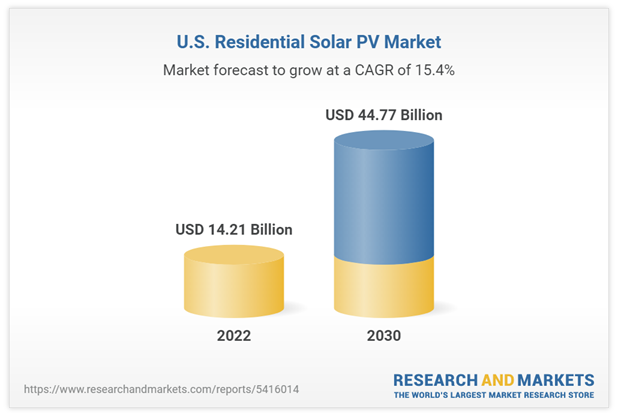 U.S. Residential Solar PV Market
Market forecast to grow at a CAGR of 15.4%
USD 44.77 Billion
USD 14.21 Billion
2022
2030
https://www.researchandmarkets.com/reports/5416014
RESEARCH AND MARKETS
THE WORLD'S LARGEST MARKET RESEARCH STORE